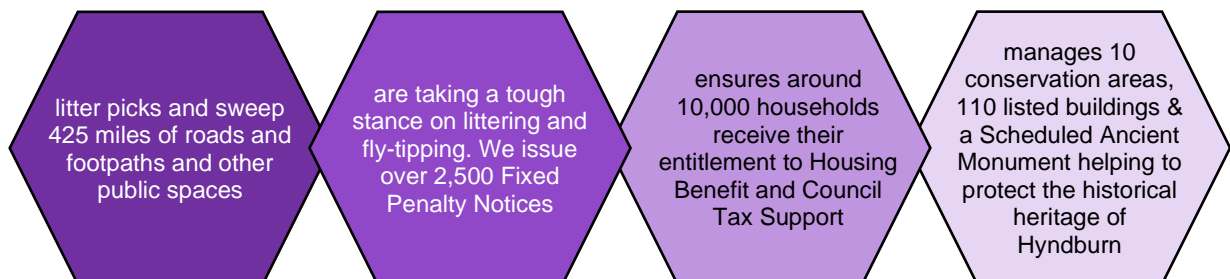 litter picks and sweep
425 miles of roads and
footpaths and other
public spaces
are taking a tough
stance on littering and
fly-tipping. We issue
over 2,500 Fixed
Penalty Notices
ensures around
10,000 households
receive their
entitlement to Housing
Benefit and Council
Tax Support
manages 10
conservation areas,
110 listed buildings &
a Scheduled Ancient
Monument helping to
protect the historical
heritage of
Hyndburn